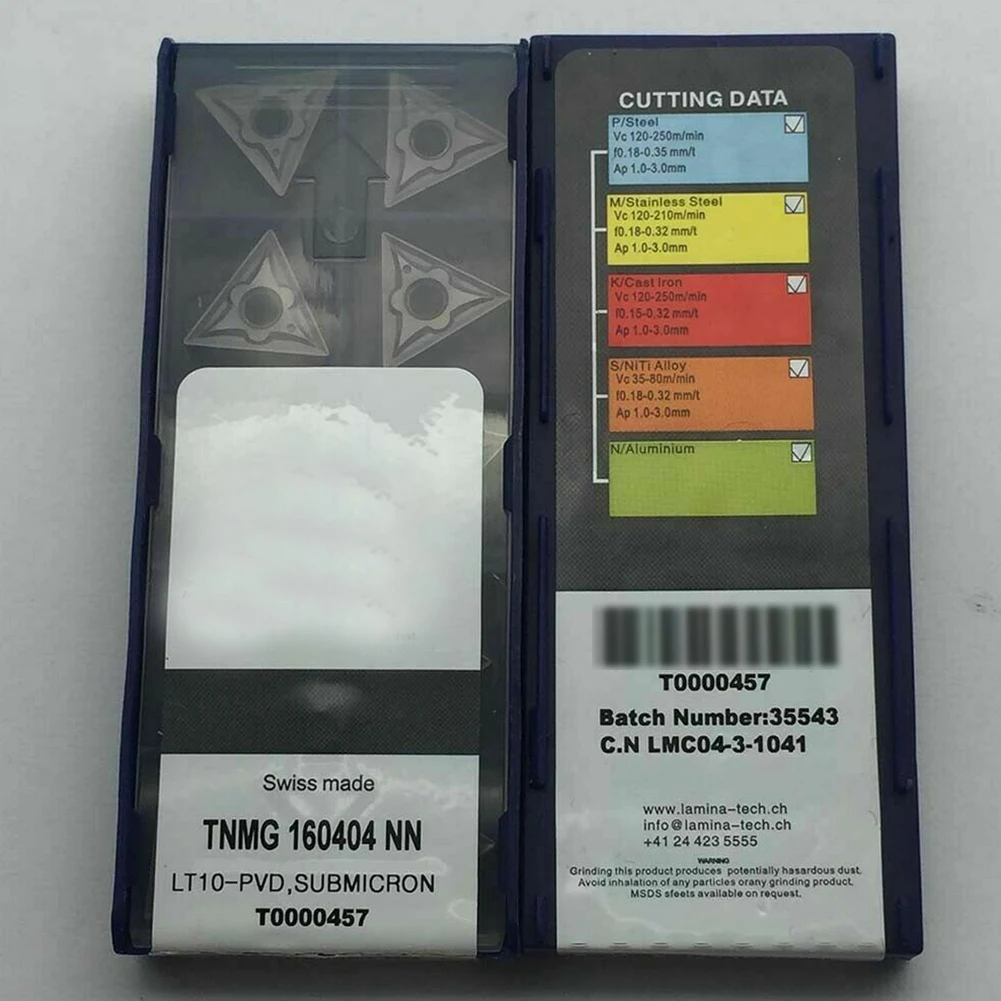 Swiss made
TNMG 160404 NN
LT10-PVD,SUBMICRON
T0000457
CUTTING DATA
P/Steel
Vc 120-250m/min
f0.18-0.35 mm/t
Ap 1.0-3.0mm
M/Stainless Steel
Vc 120-210m/min
f0.18-0.32 mm/t
Ap 1.0-3.0mm
K/Cast Iron
Vc 120-250m/min
f0.15-0.32 mm/t
Ap 1.0-3.0mm
S/NiTi Alloy
Vc 35-80m/min
f0.18-0.32 mm/t
Ap 1.0-3.0mm
N/Aluminium
T0000457
Batch Number:35543
C.N LMC04-3-1041
www.lamina-tech.ch
info@lamina-tech.ch
+41 24 423 5555
WARNING
Grinding this product produces potentially hasardous dust.
Avoid inhalation of any particles orany grinding product.
MSDS sfeets available on request.